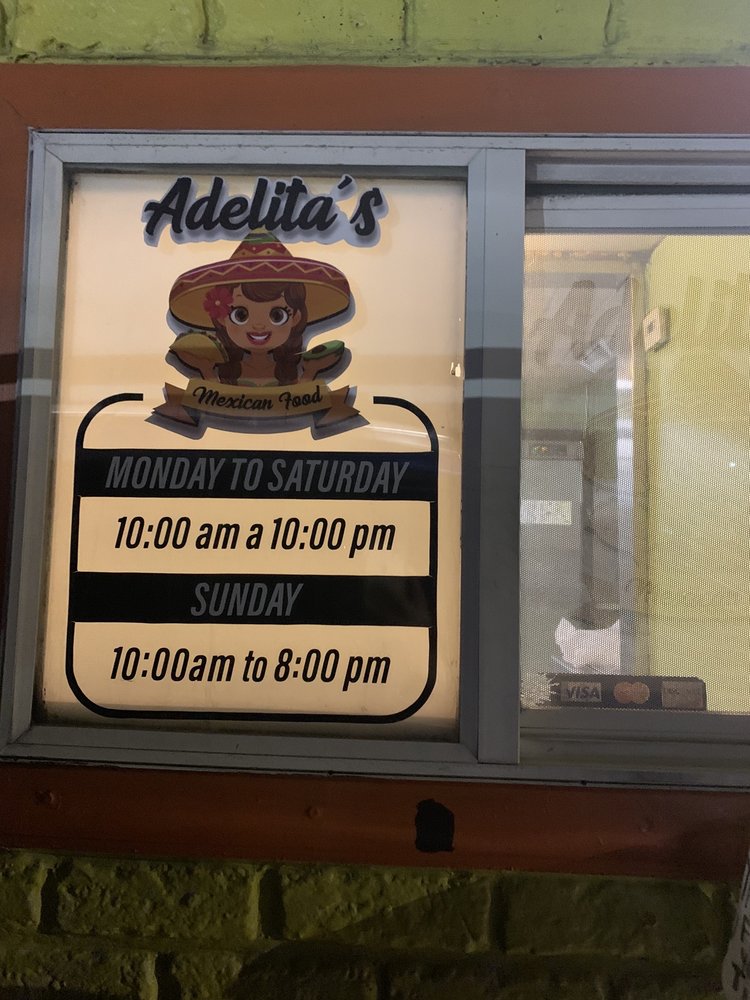 Adelita´s
Mexican Food
MONDAY TO SATURDAY
10:00 am a 10:00 pm
SUNDAY
10:00am to 8:00 pm
VISA